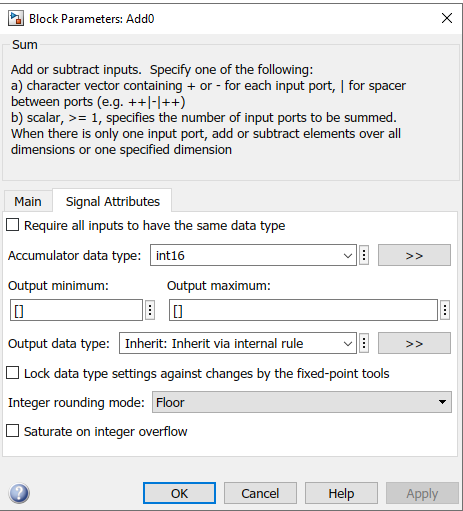 Block Parameters: Add0
Sum
Add or subtract inputs.  Specify one of the following:
a) character vector containing + or - for each input port, | for spacer
between ports (e.g. ++|-|++)
b) scalar, >= 1, specifies the number of input ports to be summed.
When there is only one input port, add or subtract elements over all
dimensions or one specified dimension
Main Signal Attributes
Require all inputs to have the same data type
Accumulator data type: int16 >>
Output minimum: Output maximum:
[] []
Output data type: Inherit: Inherit via internal rule >>
Lock data type settings against changes by the fixed-point tools
Integer rounding mode: Floor
Saturate on integer overflow
? OK Cancel Help Apply